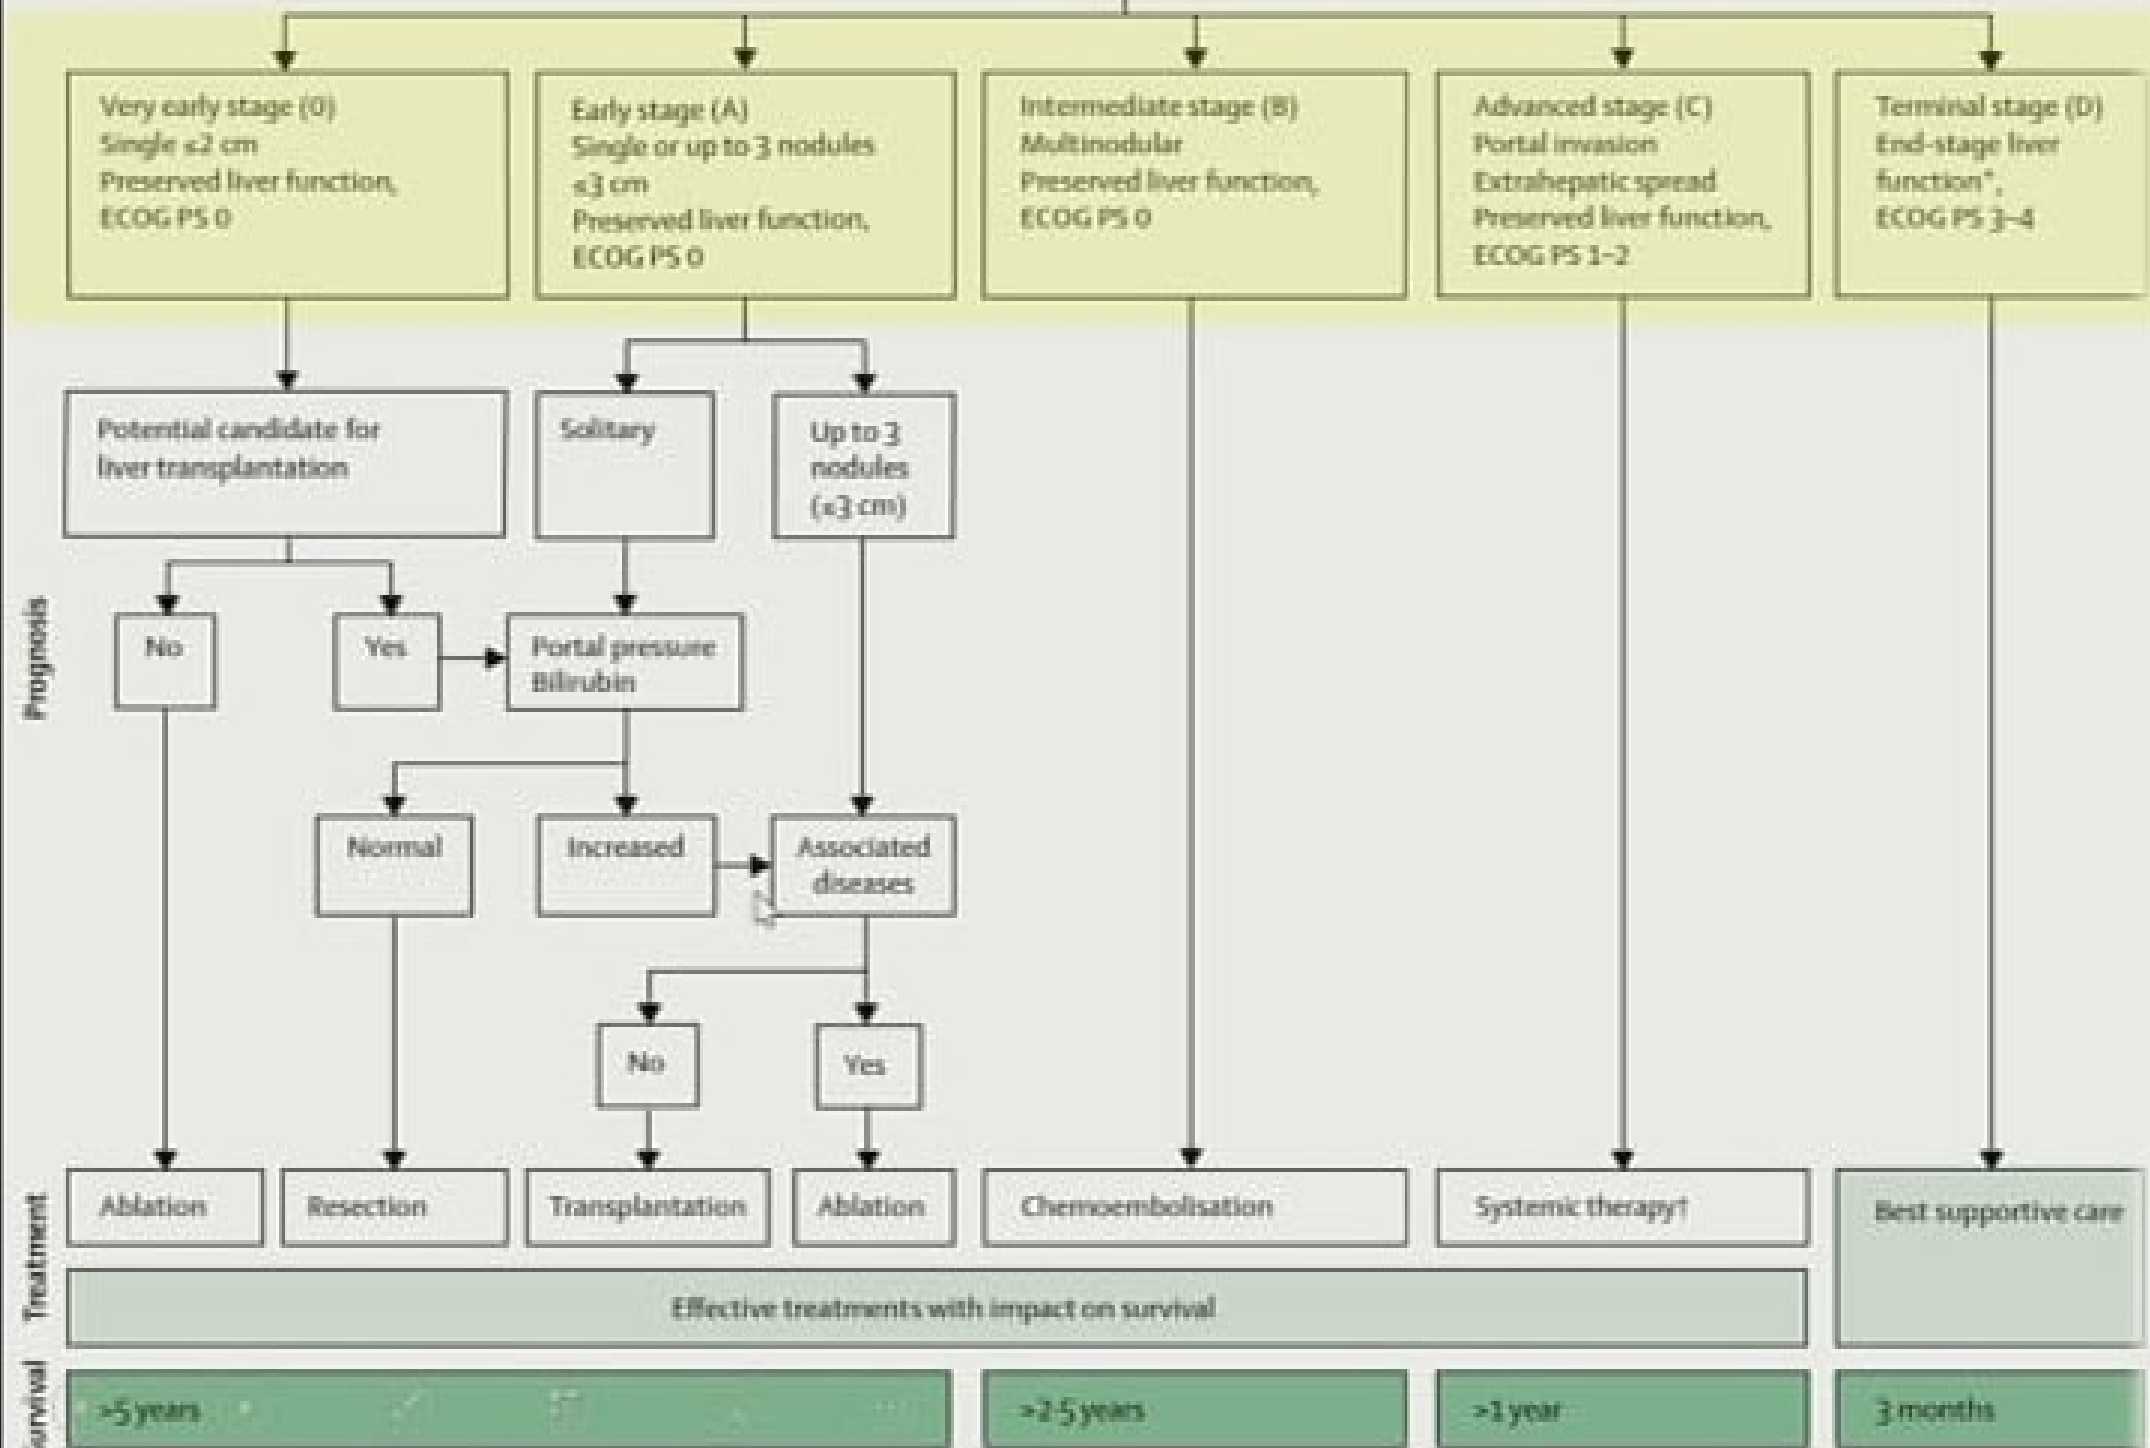 Very early stage (0)
Single ≤2 cm
Preserved liver function,
ECOG PS 0
Early stage (A)
Single or up to 3 nodules
≤3 cm
Preserved liver function,
ECOG PS 0
Intermediate stage (B)
Multinodular
Preserved liver function,
ECOG PS 0
Advanced stage (C)
Portal invasion
Extrahepatic spread
Preserved liver function,
ECOG PS 1–2
Terminal stage (D)
End-stage liver
function*,
ECOG PS 3–4
Potential candidate for
liver transplantation
Solitary
Up to 3
nodules
(≤3 cm)
Prognosis
No
Yes
Portal pressure
Bilirubin
Normal
Increased
Associated
diseases
No
Yes
Treatment
Ablation
Resection
Transplantation
Ablation
Chemoembolisation
Systemic therapy†
Best supportive care
Effective treatments with impact on survival
Survival
>5 years
>2·5 years
>1 year
3 months